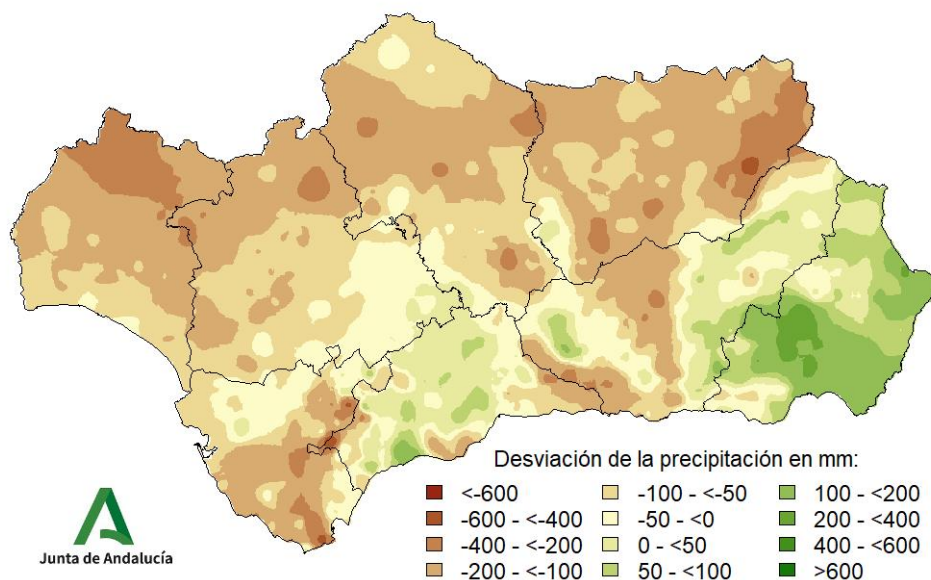 Desviación de la precipitación en mm:
<-600
-600 - <-400
-400 - <-200
-200 - <-100
-100 - <-50
-50 - <0
0 - <50
50 - <100
100 - <200
200 - <400
400 - <600
>600
Junta de Andalucía